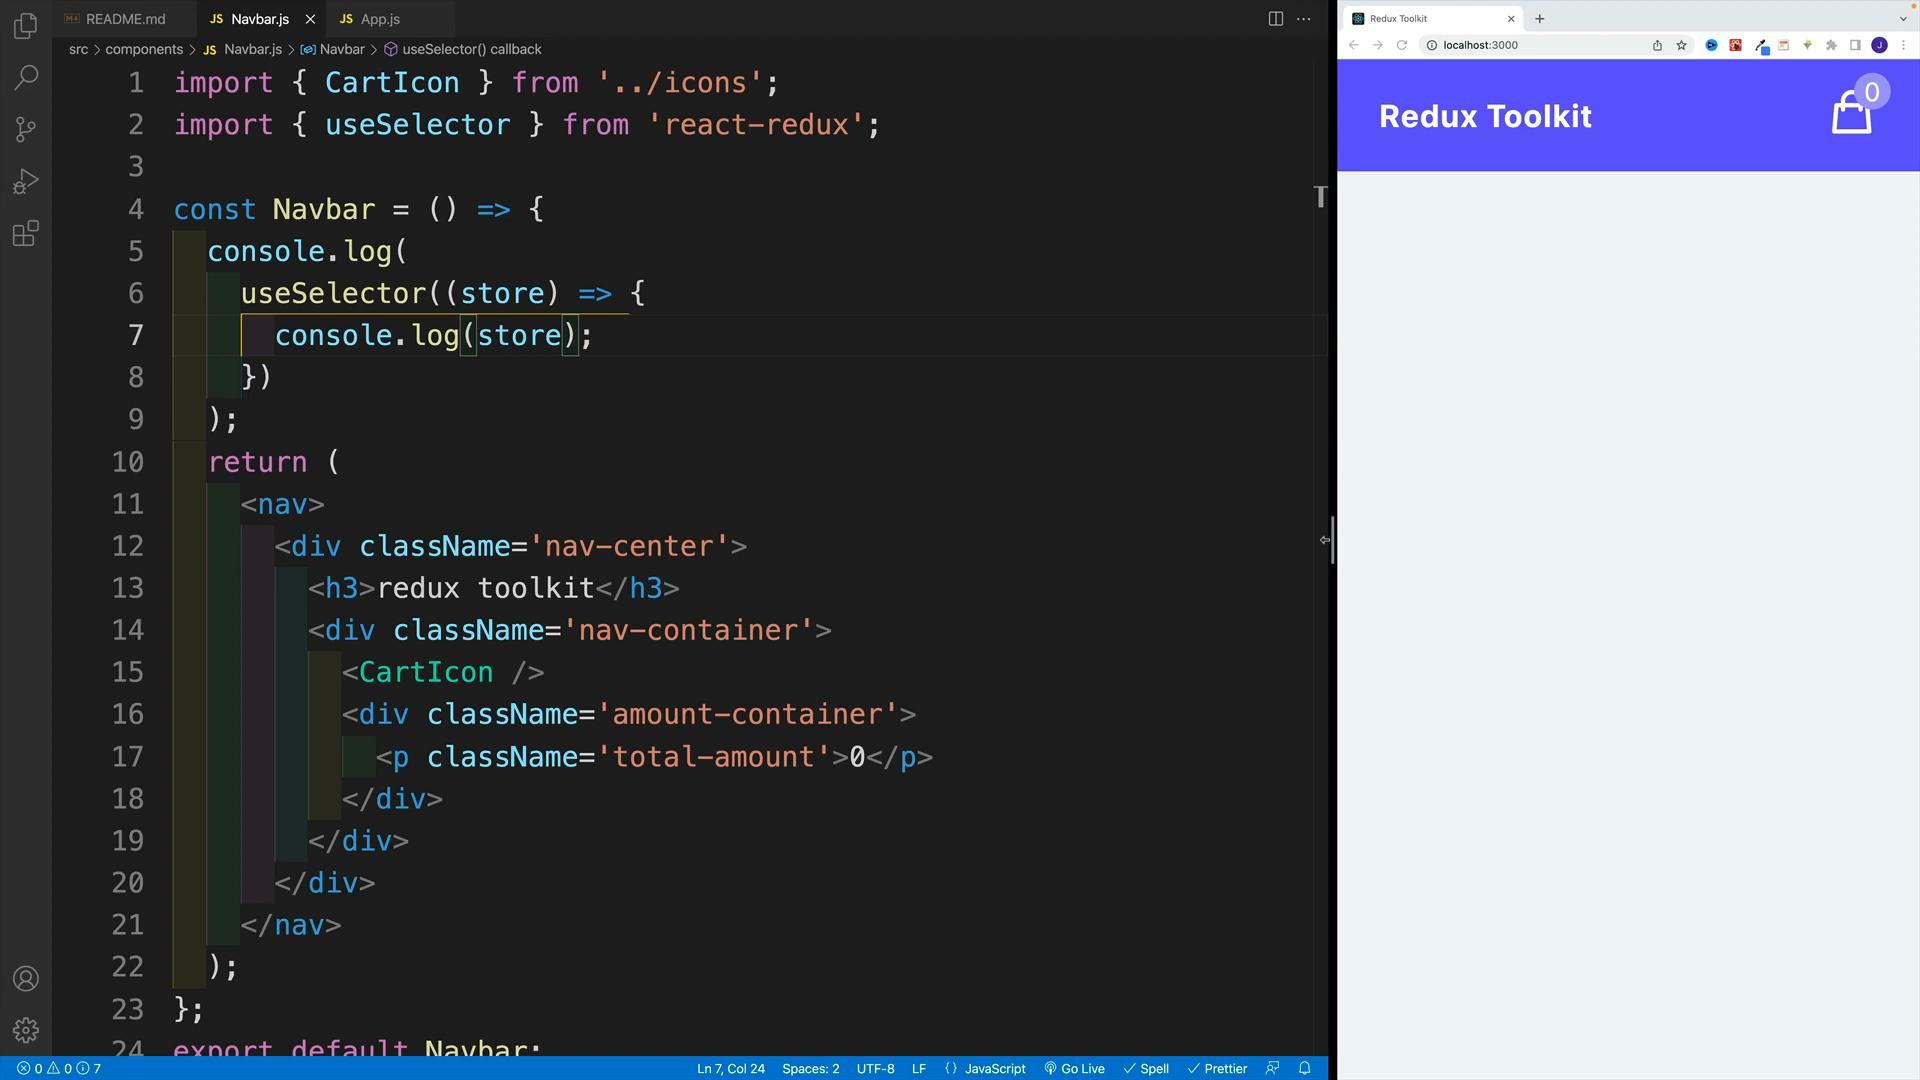 README.md
JS Navbar.js
JS App.js
src > components > JS Navbar.js > Navbar > useSelector() callback
1 import { CartIcon } from '../icons';
2 import { useSelector } from 'react-redux';
3
4 const Navbar = () => {
5 console.log(
6 useSelector((store) => {
7 console.log(store);
8 })
9 );
10 return (
11 <nav>
12 <div className='nav-center'>
13 <h3>redux toolkit</h3>
14 <div className='nav-container'>
15 <CartIcon />
16 <div className='amount-container'>
17 <p className='total-amount'>0</p>
18 </div>
19 </div>
20 </div>
21 </nav>
22 );
23 };
24 export default Navbar;
0 0 7
Ln 7, Col 24 Spaces: 2 UTF-8 LF {} JavaScript Go Live Spell Prettier
Redux Toolkit
localhost:3000
J
Redux Toolkit
0